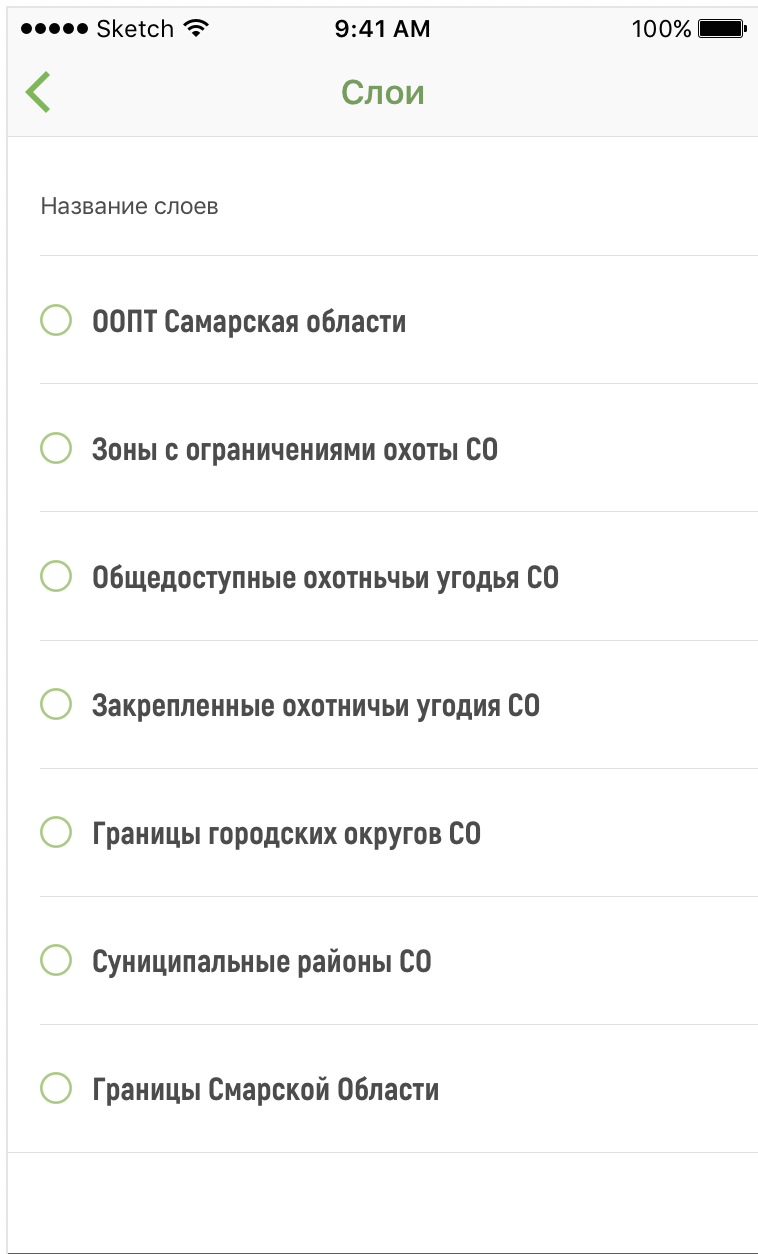 Sketch 9:41 AM 100%
Слои
Название слоев
ООПТ Самарская области
Зоны с ограничениями охоты СО
Общедоступные охотньчьи угодья СО
Закрепленные охотничьи угодия СО
Границы городских округов СО
Суниципальные районы СО
Границы Смарской Области